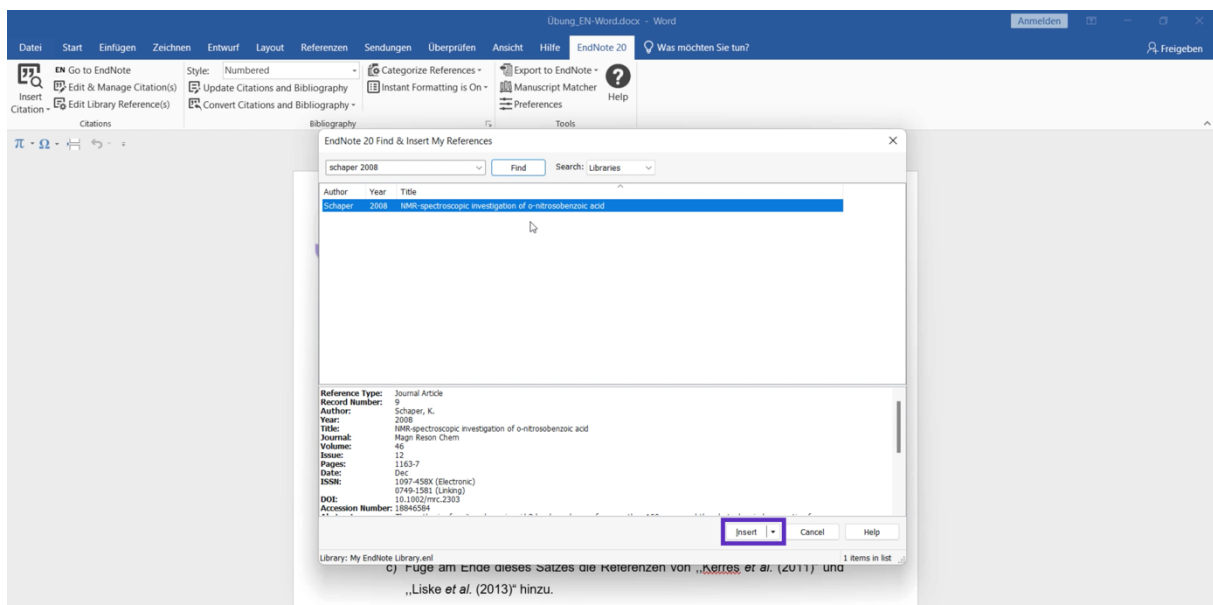 Übung_EN-Word.docx - Word
Anmelden
Datei Start Einfügen Zeichnen Entwurf Layout Referenzen Sendungen Überprüfen Ansicht Hilfe EndNote 20 Was möchten Sie tun? Freigeben
Insert Citation
EN Go to EndNote
Edit & Manage Citation(s)
Edit Library Reference(s)
Citations
Style: Numbered
Update Citations and Bibliography
Convert Citations and Bibliography
Categorize References
Instant Formatting is On
Bibliography
Export to EndNote
Manuscript Matcher
Preferences
Help
Tools
π Ω
EndNote 20 Find & Insert My References
schaper 2008 Find Search: Libraries
Author Year Title
Schaper 2008 NMR-spectroscopic investigation of o-nitrosobenzoic acid
Reference Type: Journal Article
Record Number: 9
Author: Schaper, K.
Year: 2008
Title: NMR-spectroscopic investigation of o-nitrosobenzoic acid
Journal: Magn Reson Chem
Volume: 46
Issue: 12
Pages: 1163-7
Date: Dec
ISSN: 1097-458X (Electronic)
0749-1581 (Linking)
DOI: 10.1002/mrc.2303
Accession Number: 18846584
Insert Cancel Help
Library: My EndNote Library.enl 1 items in list
c) Füge am Ende dieses Satzes die Referenzen von ,,Kerres et al. (2011)" und
,,Liske et al. (2013)" hinzu.